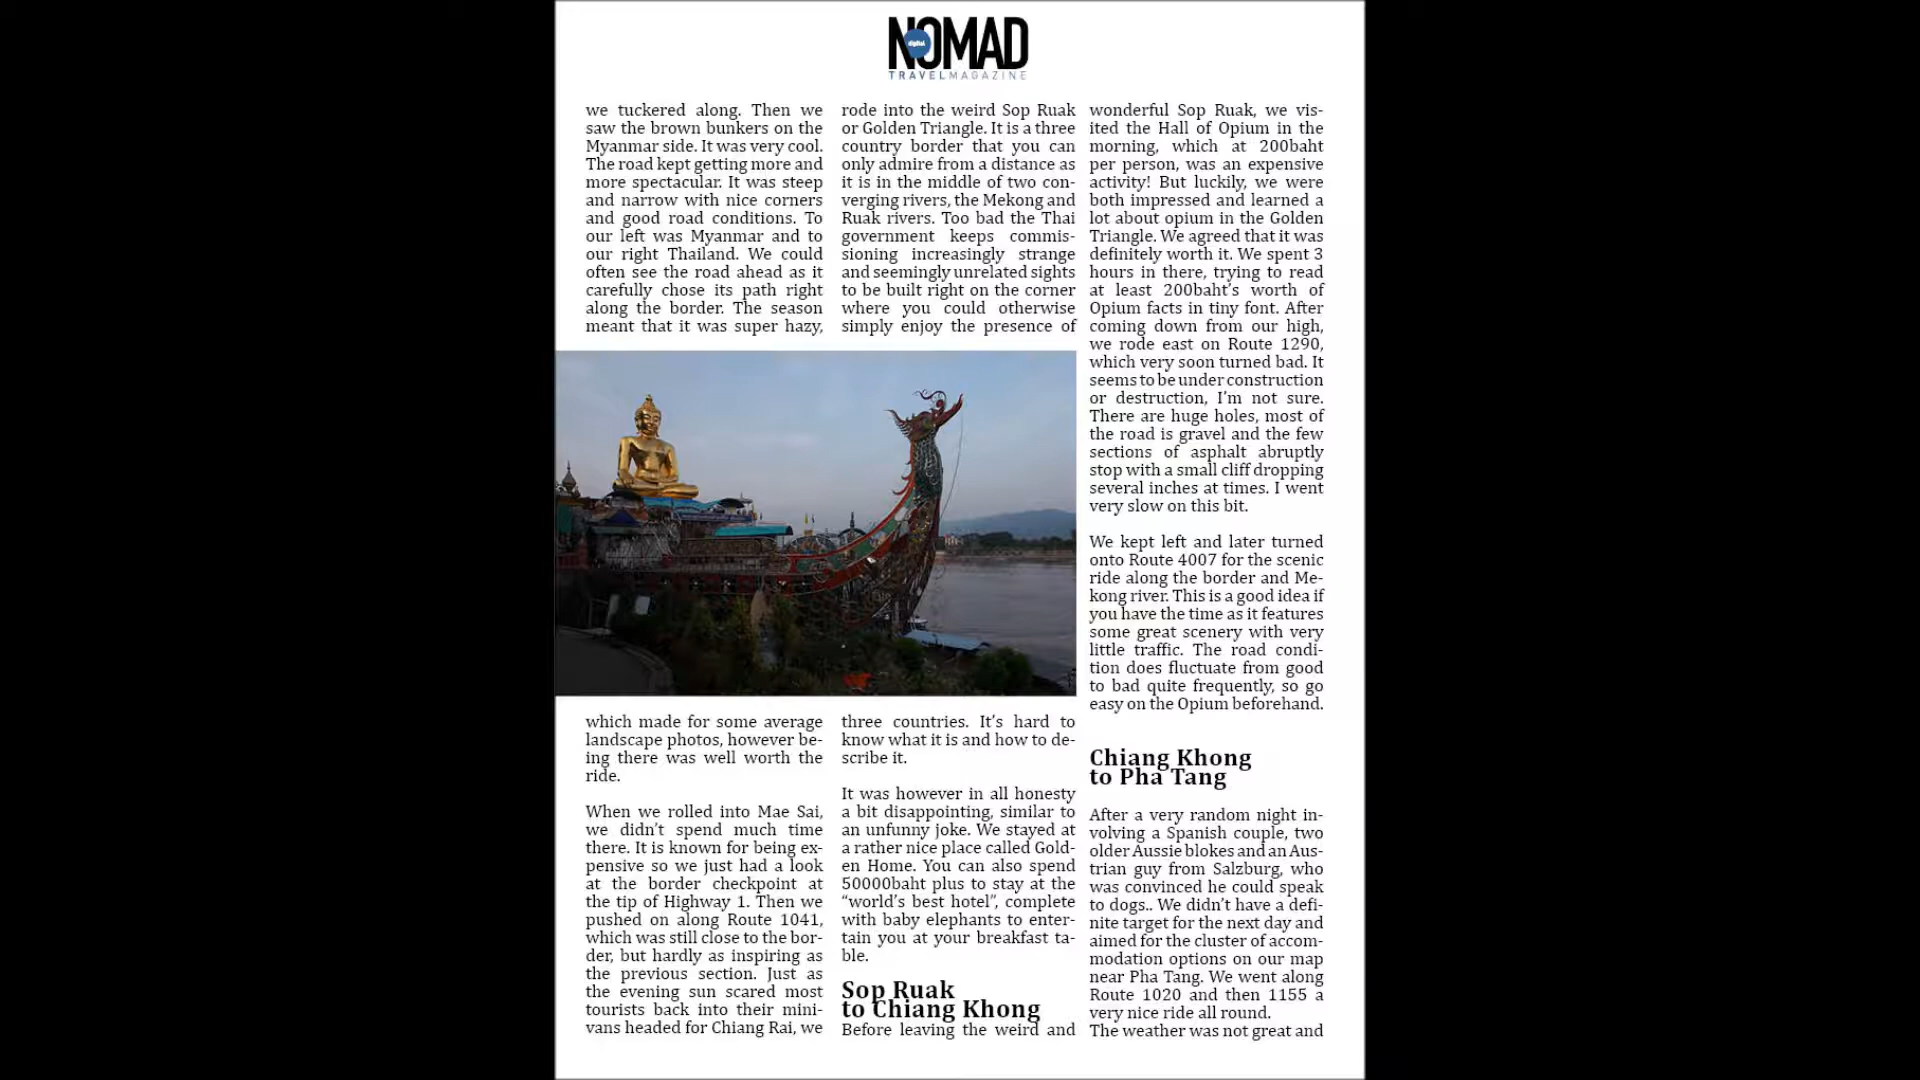 NOMAD
digital
TRAVELMAGAZINE
we tuckered along. Then we
saw the brown bunkers on the
Myanmar side. It was very cool.
The road kept getting more and
more spectacular. It was steep
and narrow with nice corners
and good road conditions. To
our left was Myanmar and to
our right Thailand. We could
often see the road ahead as it
carefully chose its path right
along the border. The season
meant that it was super hazy,
which made for some average
landscape photos, however be-
ing there was well worth the
ride.
When we rolled into Mae Sai,
we didn’t spend much time
there. It is known for being ex-
pensive so we just had a look
at the border checkpoint at
the tip of Highway 1. Then we
pushed on along Route 1041,
which was still close to the bor-
der, but hardly as inspiring as
the previous section. Just as
the evening sun scared most
tourists back into their mini-
vans headed for Chiang Rai, we
rode into the weird Sop Ruak
or Golden Triangle. It is a three
country border that you can
only admire from a distance as
it is in the middle of two con-
verging rivers, the Mekong and
Ruak rivers. Too bad the Thai
government keeps commis-
sioning increasingly strange
and seemingly unrelated sights
to be built right on the corner
where you could otherwise
simply enjoy the presence of
three countries. It’s hard to
know what it is and how to de-
scribe it.
It was however in all honesty
a bit disappointing, similar to
an unfunny joke. We stayed at
a rather nice place called Gold-
en Home. You can also spend
50000baht plus to stay at the
“world’s best hotel”, complete
with baby elephants to enter-
tain you at your breakfast ta-
ble.
Sop Ruak
to Chiang Khong
Before leaving the weird and
wonderful Sop Ruak, we vis-
ited the Hall of Opium in the
morning, which at 200baht
per person, was an expensive
activity! But luckily, we were
both impressed and learned a
lot about opium in the Golden
Triangle. We agreed that it was
definitely worth it. We spent 3
hours in there, trying to read
at least 200baht’s worth of
Opium facts in tiny font. After
coming down from our high,
we rode east on Route 1290,
which very soon turned bad. It
seems to be under construction
or destruction, I’m not sure.
There are huge holes, most of
the road is gravel and the few
sections of asphalt abruptly
stop with a small cliff dropping
several inches at times. I went
very slow on this bit.
We kept left and later turned
onto Route 4007 for the scenic
ride along the border and Me-
kong river. This is a good idea if
you have the time as it features
some great scenery with very
little traffic. The road condi-
tion does fluctuate from good
to bad quite frequently, so go
easy on the Opium beforehand.
Chiang Khong
to Pha Tang
After a very random night in-
volving a Spanish couple, two
older Aussie blokes and an Aus-
trian guy from Salzburg, who
was convinced he could speak
to dogs.. We didn’t have a defi-
nite target for the next day and
aimed for the cluster of accom-
modation options on our map
near Pha Tang. We went along
Route 1020 and then 1155 a
very nice ride all round.
The weather was not great and